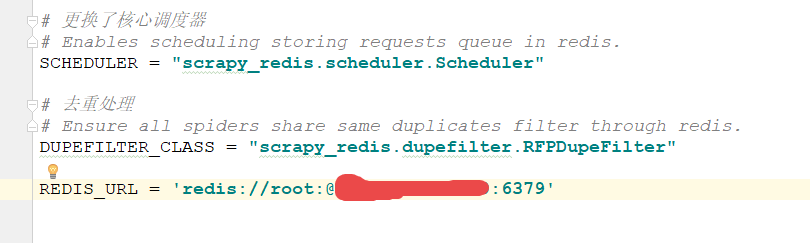 # 更换了核心调度器
# Enables scheduling storing requests queue in redis.
SCHEDULER = "scrapy_redis.scheduler.Scheduler"
# 去重处理
# Ensure all spiders share same duplicates filter through redis.
DUPEFILTER_CLASS = "scrapy_redis.dupefilter.RFPDupeFilter"
REDIS_URL = 'redis://root:@ :6379'